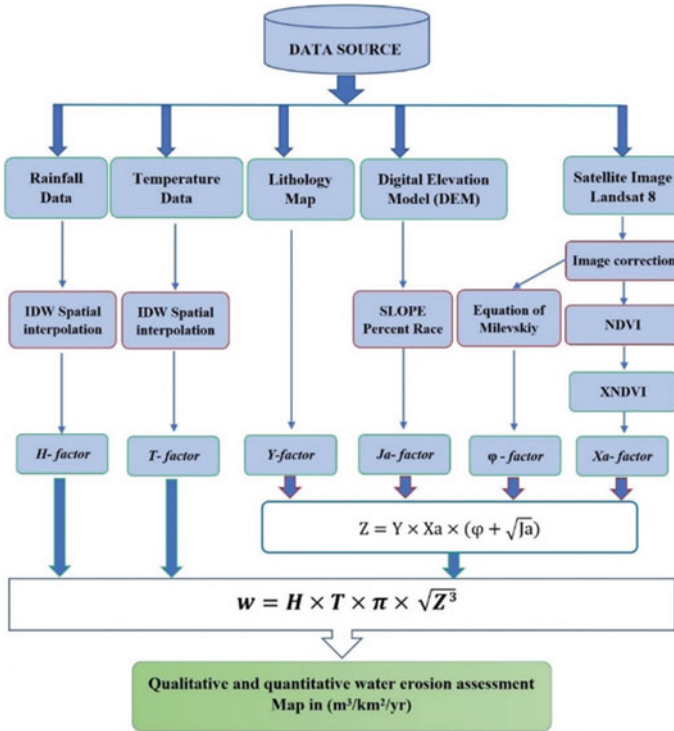 DATA SOURCE
Rainfall
Data
Temperature
Data
Lithology
Map
Digital Elevation
Model (DEM)
Satellite Image
Landsat 8
Image correction
IDW Spatial
interpolation
IDW Spatial
interpolation
SLOPE
Percent Race
Equation of
Milevskiy
NDVI
XNDVI
H- factor
T- factor
Y-factor
Ja- factor
φ - factor
Xa- factor
Z = Y × Xa × (φ + √Ja)
w = H × T × π × √Z³
Qualitative and quantitative water erosion assessment
Map in (m³/km²/yr)